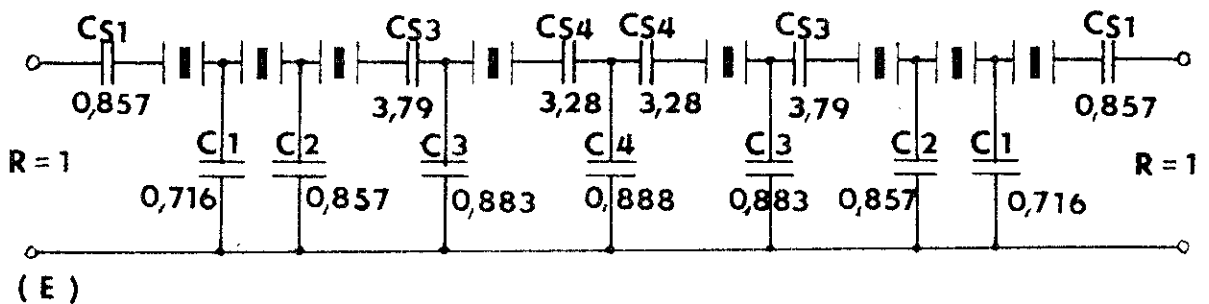 CS1 CS3 CS4 CS4 CS3 CS1
0,857 3,79 3,28 3,28 3,79 0,857
R = 1 C1 C2 C3 C4 C3 C2 C1 R = 1
0,716 0,857 0,883 0,888 0,883 0,857 0,716
( E )